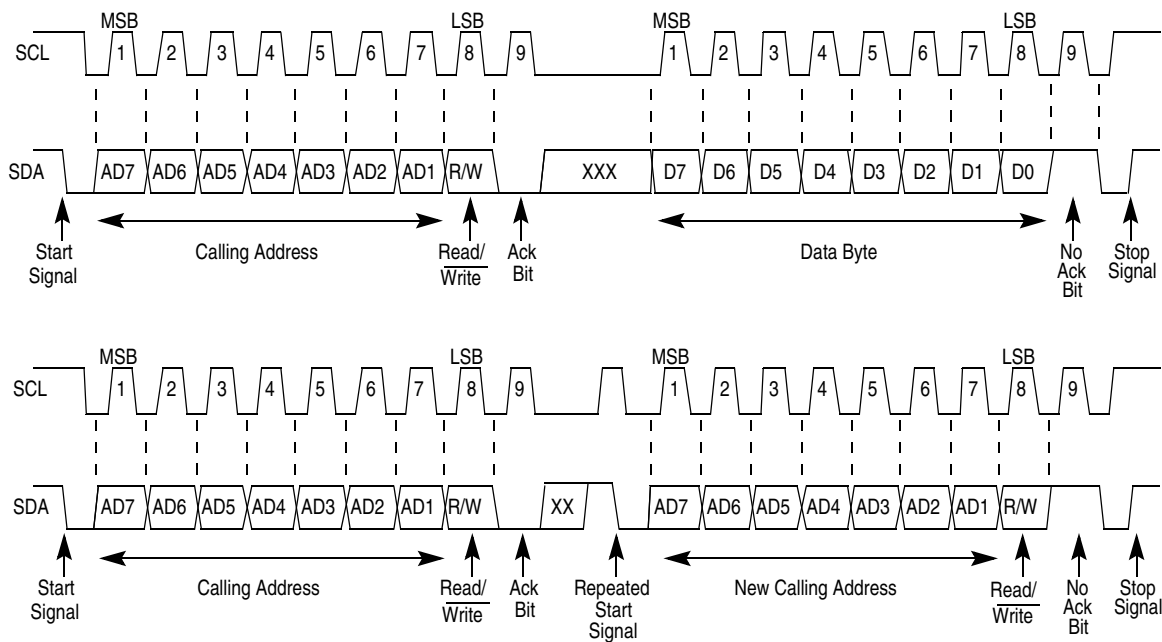 MSB LSB MSB LSB
SCL 1 2 3 4 5 6 7 8 9 1 2 3 4 5 6 7 8 9
SDA AD7 AD6 AD5 AD4 AD3 AD2 AD1 R/W XXX D7 D6 D5 D4 D3 D2 D1 D0
Start Calling Address Read/ Ack Data Byte No Stop
Signal Write Bit Ack Signal
Bit
MSB LSB MSB LSB
SCL 1 2 3 4 5 6 7 8 9 1 2 3 4 5 6 7 8 9
SDA AD7 AD6 AD5 AD4 AD3 AD2 AD1 R/W XX AD7 AD6 AD5 AD4 AD3 AD2 AD1 R/W
Start Calling Address Read/ Ack Repeated New Calling Address Read/ No Stop
Signal Write Bit Start Write Ack Signal
Signal Bit